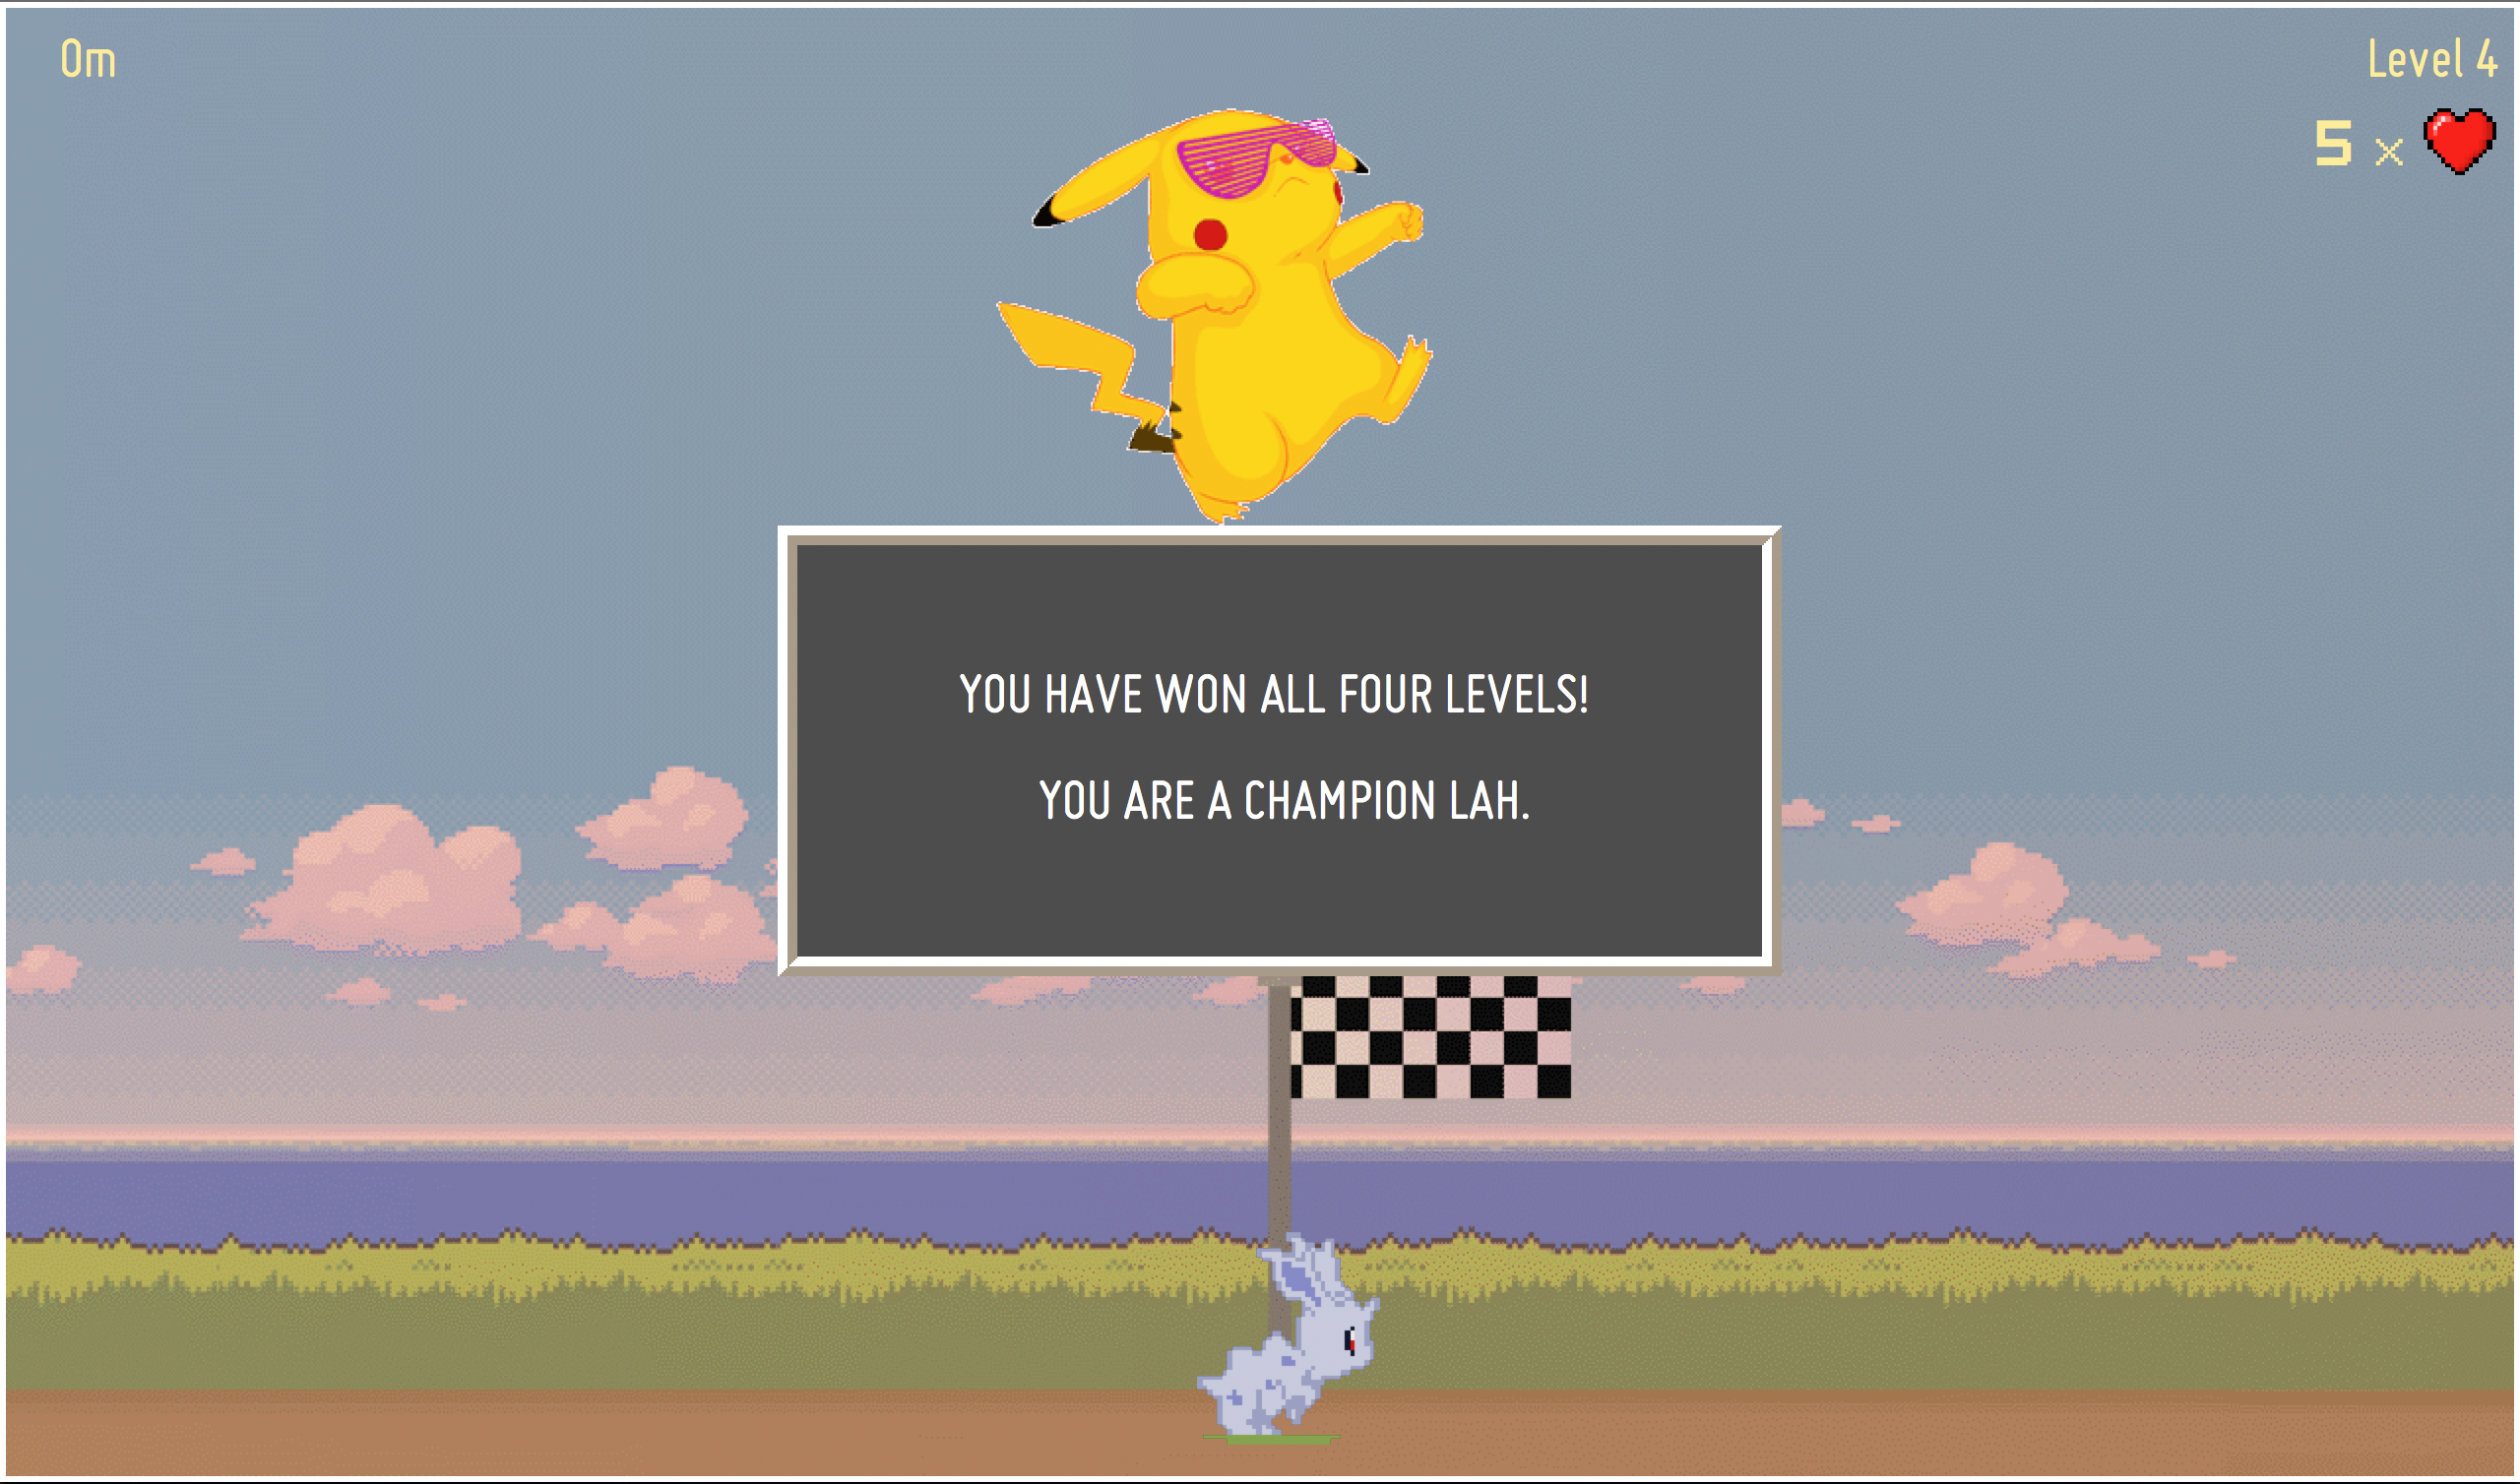 0m
Level 4
5 x
YOU HAVE WON ALL FOUR LEVELS!
YOU ARE A CHAMPION LAH.